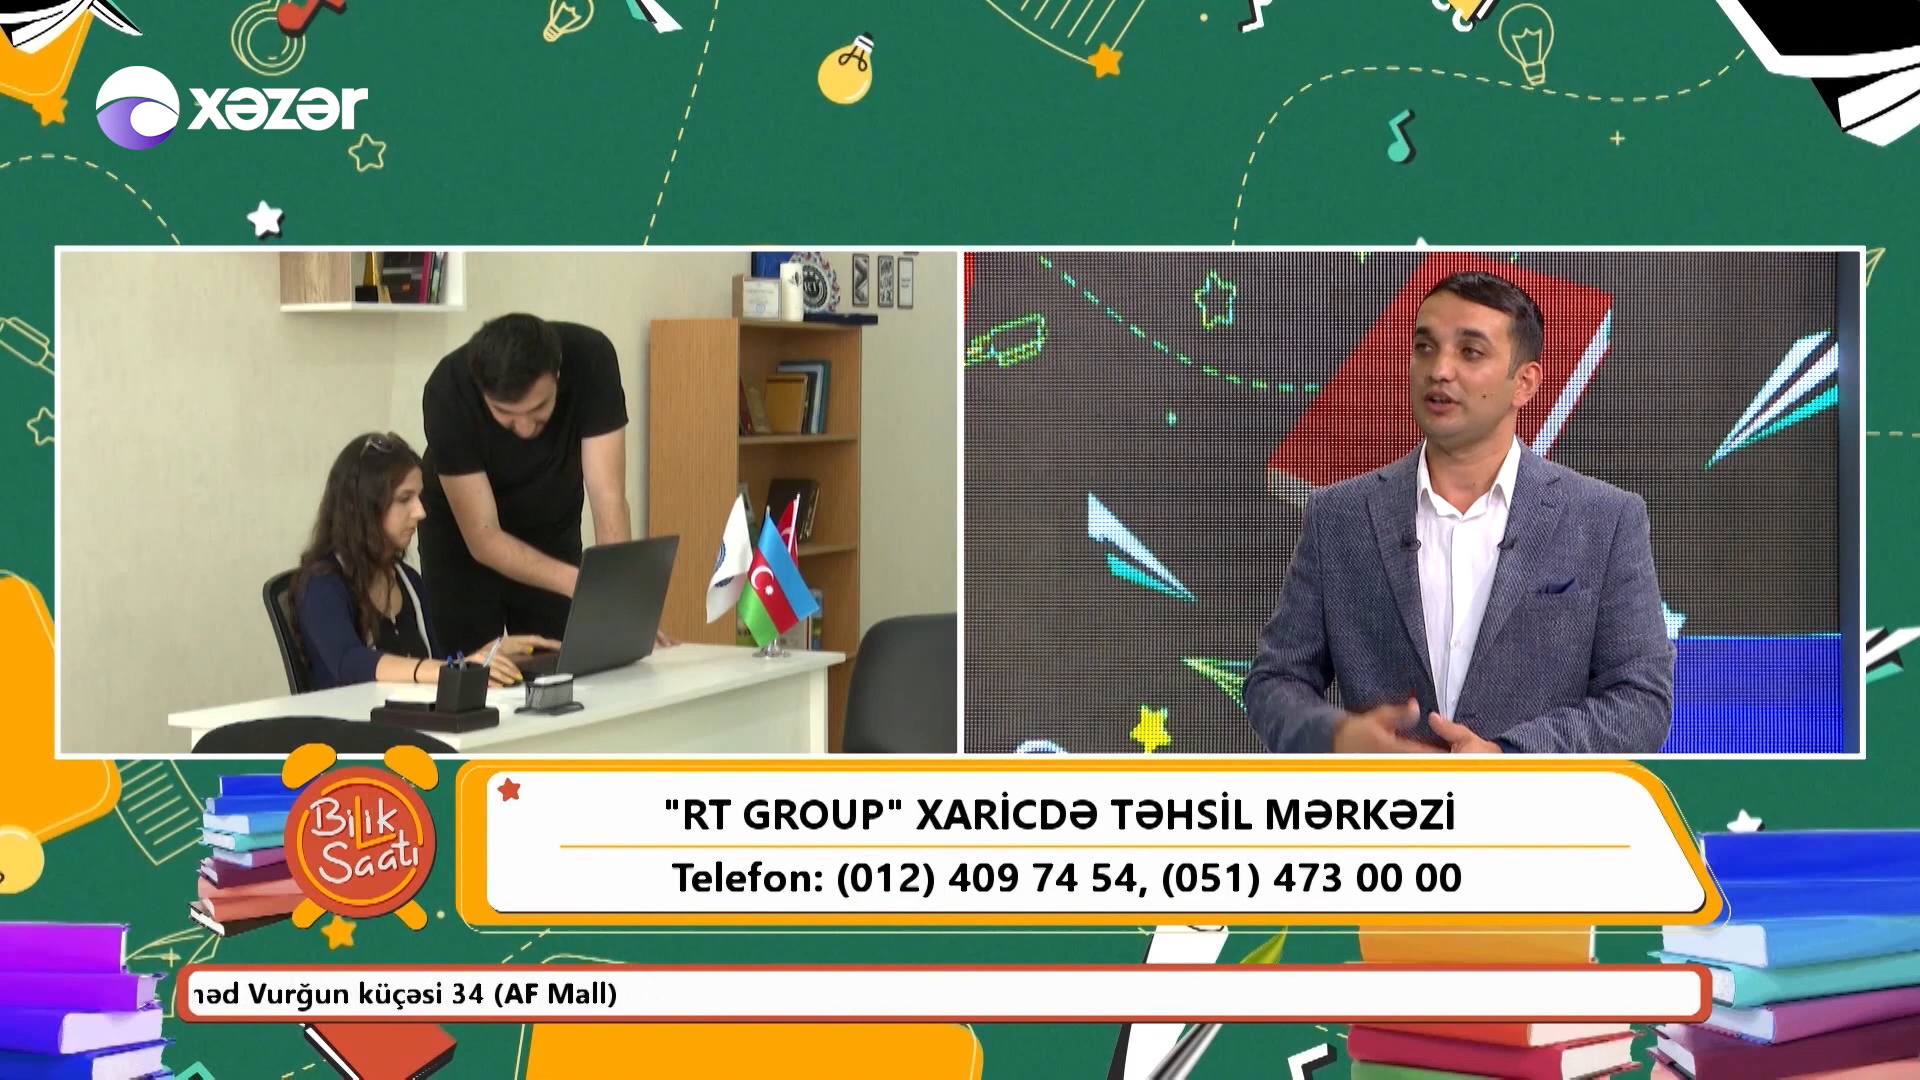 xəzər
RT
Bilik
Saatı
"RT GROUP" XARİCDƏ TƏHSİL MƏRKƏZİ
Telefon: (012) 409 74 54, (051) 473 00 00
Vurğun küçəsi 34 (AF Mall)